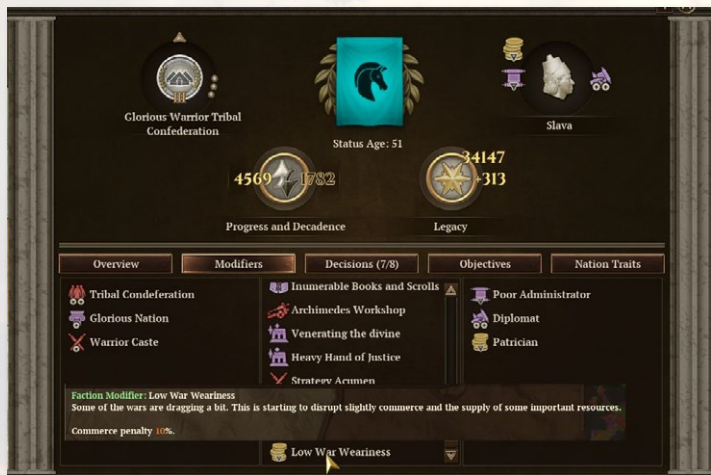 Glorious Warrior Tribal
Confederation
Slava
Status Age: 51
4569 1782
34147
+313
Progress and Decadence
Legacy
Overview
Modifiers
Decisions (7/8)
Objectives
Nation Traits
Tribal Condeferation
Glorious Nation
Warrior Caste
Inumerable Books and Scrolls
Archimedes Workshop
Venerating the divine
Heavy Hand of Justice
Strategy Acumen
Poor Administrator
Diplomat
Patrician
Faction Modifier: Low War Weariness
Some of the wars are dragging a bit. This is starting to disrupt slightly commerce and the supply of some important resources.
Commerce penalty 10%.
Low War Weariness